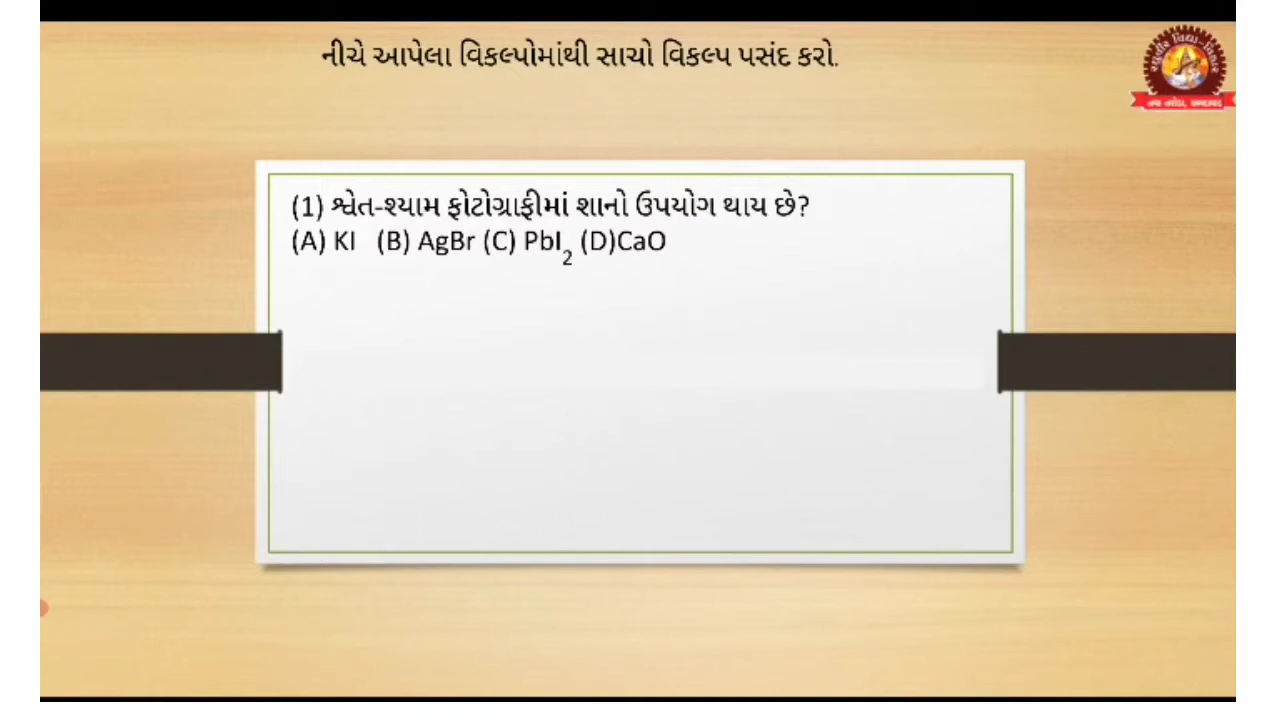 નીચે આપેલા વિકલ્પોમાંથી સાચો વિકલ્પ પસંદ કરો.
(1) શ્વેત-શ્યામ ફોટોગ્રાફીમાં શાનો ઉપયોગ થાય છે?
(A) KI (B) AgBr (C) PbI₂ (D)CaO